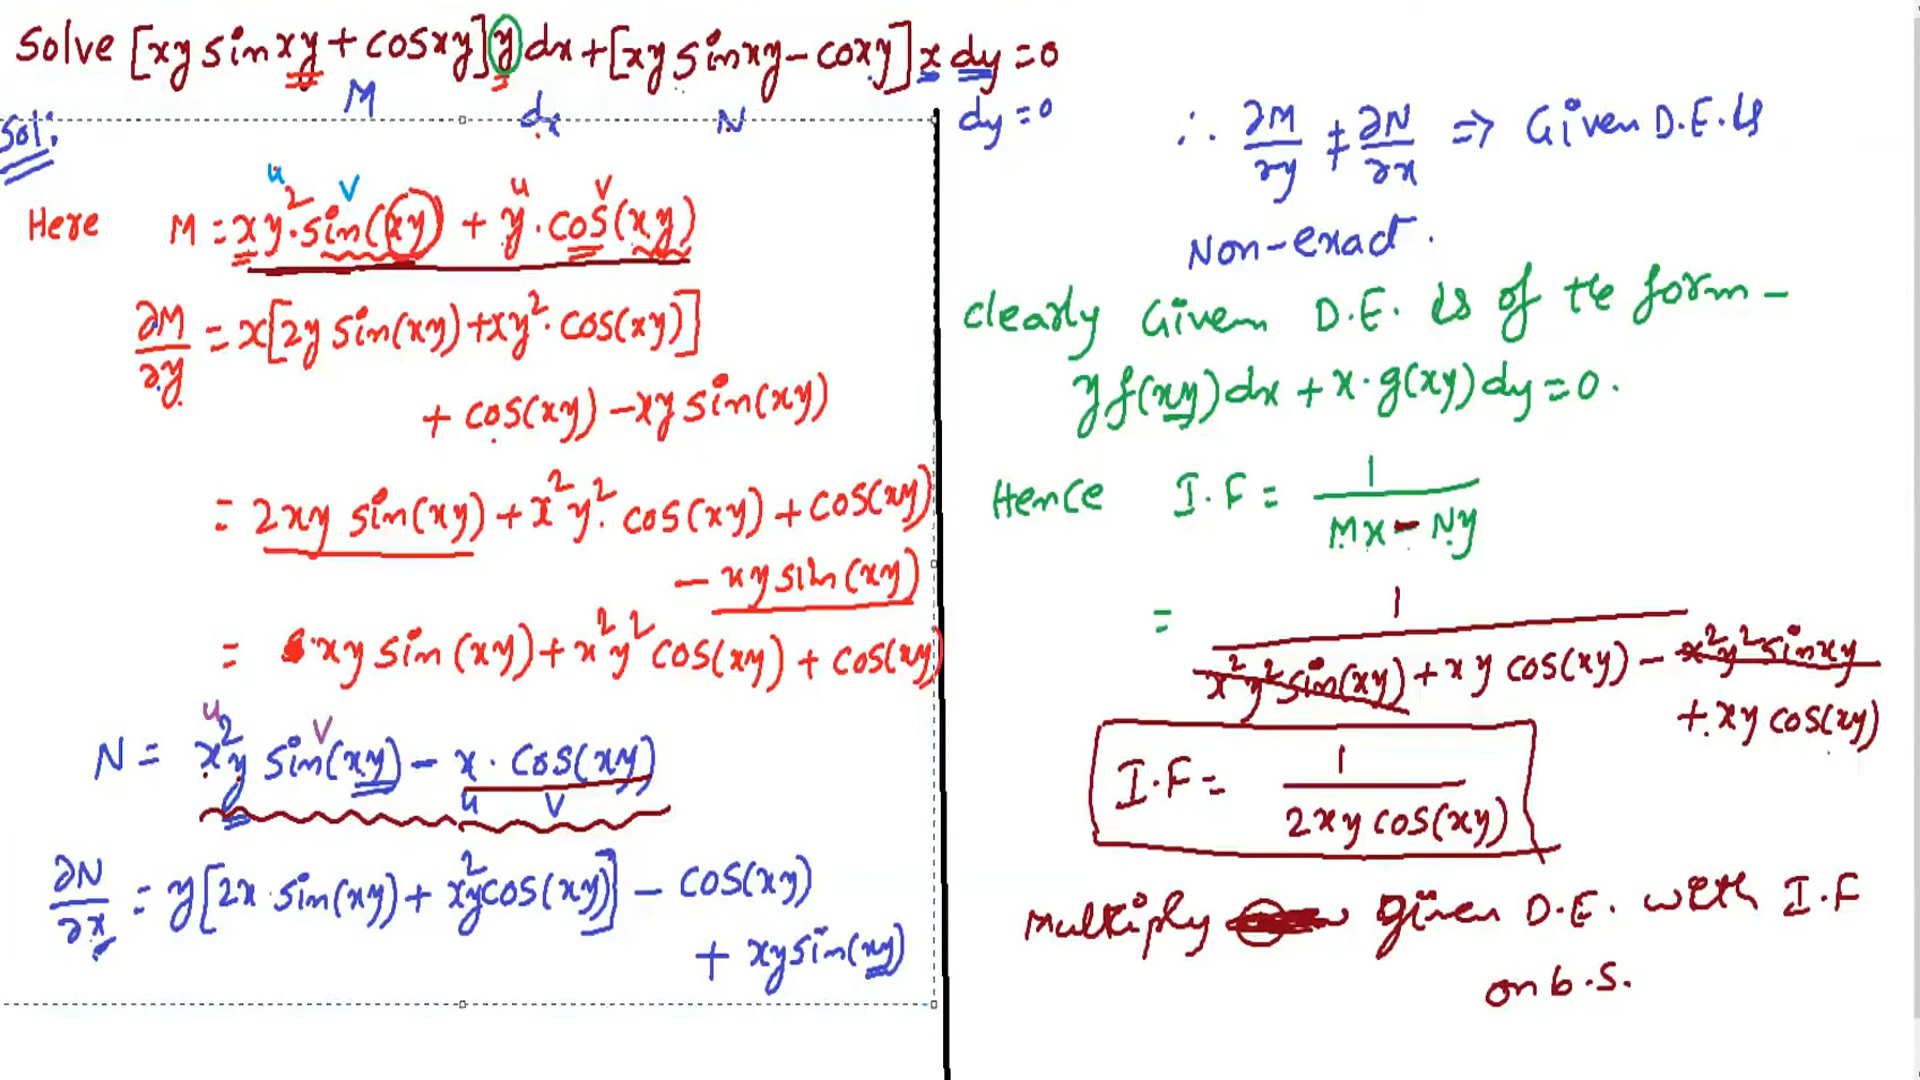 Solve [xy sin xy + cos xy] y dx + [xy sin xy − coxy] x dy = 0
M dx N dy = 0
Sol:
u v u v
Here M = xy²·sin(xy) + y·cos(xy)
∂M/∂y = x[2y sin(xy) + xy²·cos(xy)]
+ cos(xy) − xy sin(xy)
= 2xy sin(xy) + x²y² cos(xy) + cos(xy)
− xy sin(xy)
= xy sin(xy) + x²y² cos(xy) + cos(xy)
u v
N = x²y sin(xy) − x·cos(xy)
u v
∂N/∂x = y[2x·sin(xy) + x²y cos(xy)] − cos(xy)
+ xy sin(xy)
∴ ∂M/∂y ≠ ∂N/∂x => Given D.E. is
Non-exact.
clearly Given D.E. is of the form –
y f(xy) dx + x·g(xy) dy = 0.
Hence I.F = 1/(Mx − Ny)
= 1/(x²y² sin(xy) + xy cos(xy) − x²y² sin xy
+ xy cos(xy))
I.F = 1/(2xy cos(xy))
Multiply given D.E. with I.F
on b.s.